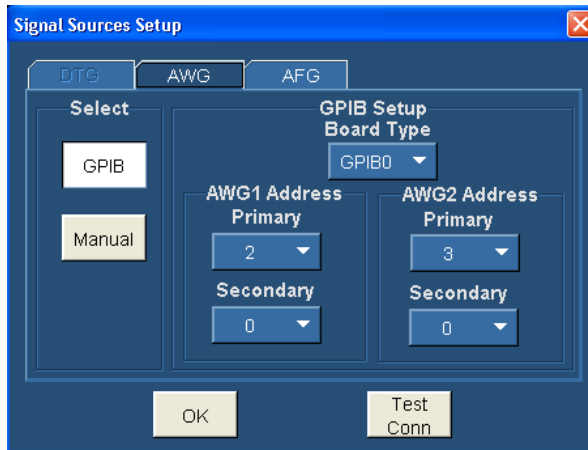 Signal Sources Setup
DTG AWG AFG
Select
GPIB
Manual
GPIB Setup
Board Type
GPIB0
AWG1 Address
Primary
2
Secondary
0
AWG2 Address
Primary
3
Secondary
0
OK
Test
Conn